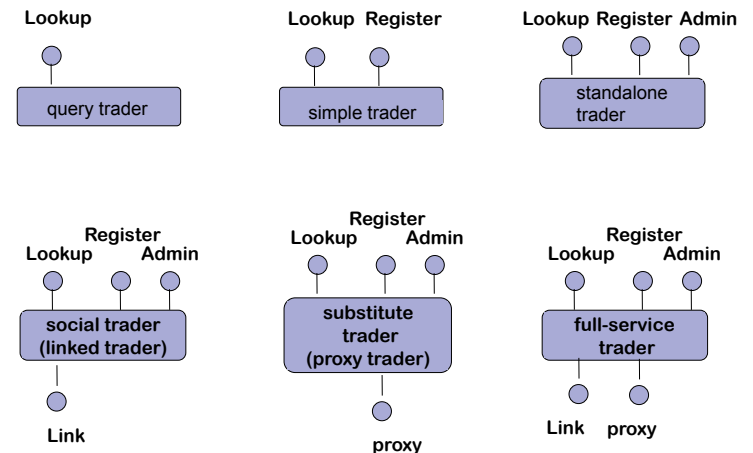 Lookup
Lookup Register
Lookup Register Admin
query trader
simple trader
standalone
trader
Register
Lookup Admin
social trader
(linked trader)
Link
Register
Lookup Admin
substitute
trader
(proxy trader)
proxy
Register
Lookup Admin
full-service
trader
Link proxy